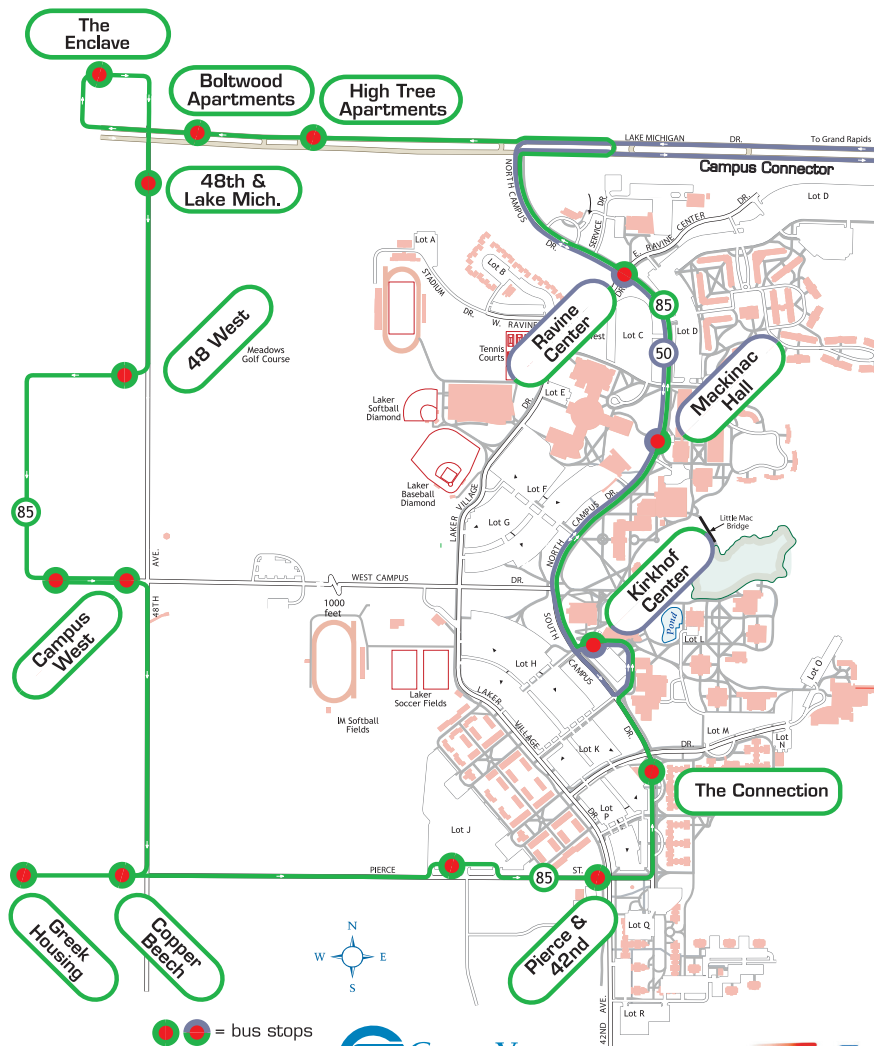 The
Enclave
Boltwood
Apartments
High Tree
Apartments
LAKE MICHIGAN
DR.
To Grand Rapids
Campus Connector
48th &
Lake Mich.
NORTH CAMPUS
DR.
SERVICE
DR.
E. RAVINE CENTER
DR.
Lot D
Lot A
Lot B
STADIUM
DR.
W. RAVINE
DR.
Ravine
Center
85
Lot C
Lot D
50
48 West
Meadows
Golf Course
Tennis
Courts
Mackinac
Hall
Laker
Softball
Diamond
Lot E
DR.
Laker
Baseball
Diamond
LAKER VILLAGE
Lot F
Lot G
NORTH CAMPUS DR.
Little Mac
Bridge
85
AVE.
48TH
WEST CAMPUS
DR.
1000
feet
Kirkhof
Center
Campus
West
SOUTH
CAMPUS
DR.
Pond
Lot L
Lot H
Lot O
Laker
Soccer Fields
IM Softball
Fields
LAKER
VILLAGE
DR.
Lot K
DR.
Lot M
Lot
N
The Connection
Lot
P
Lot J
PIERCE
85
ST.
Greek
Housing
Copper
Beech
Pierce &
42nd
N
W
E
S
Lot Q
42ND AVE.
Lot R
= bus stops